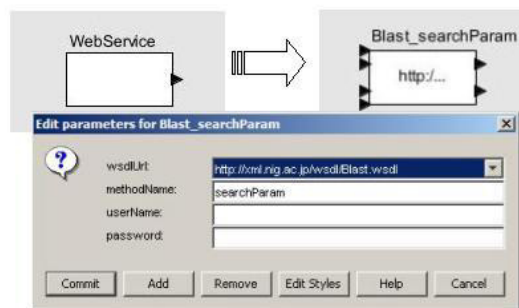 WebService
Blast_searchParam
http:/...
Edit parameters for Blast_searchParam
wsdlUrl:
http://xml.nig.ac.jp/wsdl/Blast.wsdl
methodName:
searchParam
userName:
password:
Commit
Add
Remove
Edit Styles
Help
Cancel